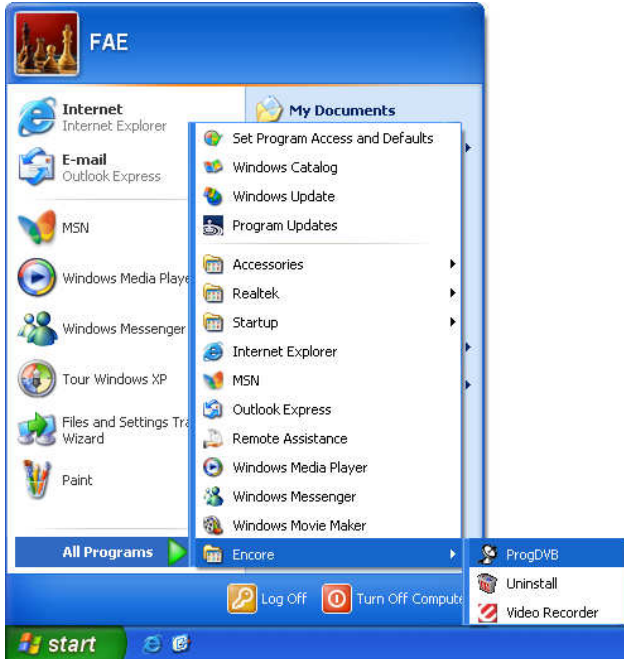 FAE
Internet
Internet Explorer
E-mail
Outlook Express
MSN
Windows Media Playe
Windows Messenger
Tour Windows XP
Files and Settings Tra
Wizard
Paint
All Programs
My Documents
Set Program Access and Defaults
Windows Catalog
Windows Update
Program Updates
Accessories
Realtek
Startup
Internet Explorer
MSN
Outlook Express
Remote Assistance
Windows Media Player
Windows Messenger
Windows Movie Maker
Encore
ProgDVB
Uninstall
Video Recorder
Log Off
Turn Off Compute
start